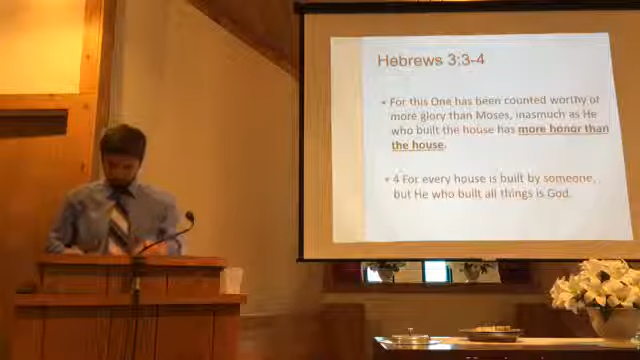 Hebrews 3:3-4
• For this One has been counted worthy of
more glory than Moses, inasmuch as He
who built the house has more honor than
the house.
• 4 For every house is built by someone,
but He who built all things is God.